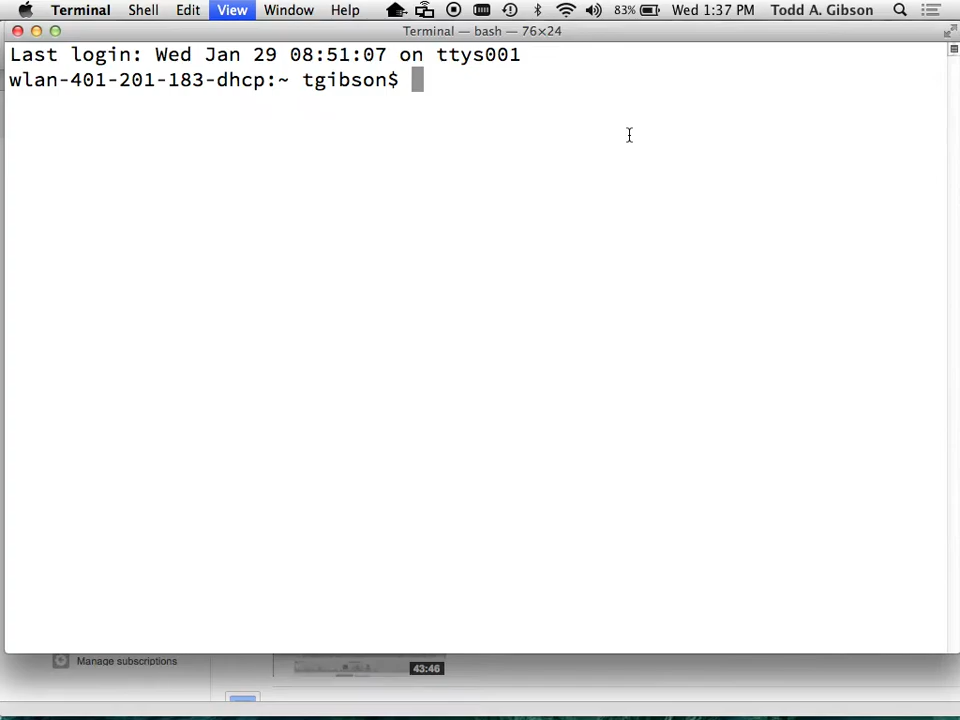 Terminal Shell Edit View Window Help 83% Wed 1:37 PM Todd A. Gibson
Terminal — bash — 76×24
Last login: Wed Jan 29 08:51:07 on ttys001
wlan-401-201-183-dhcp:~ tgibson$
Manage subscriptions
43:46